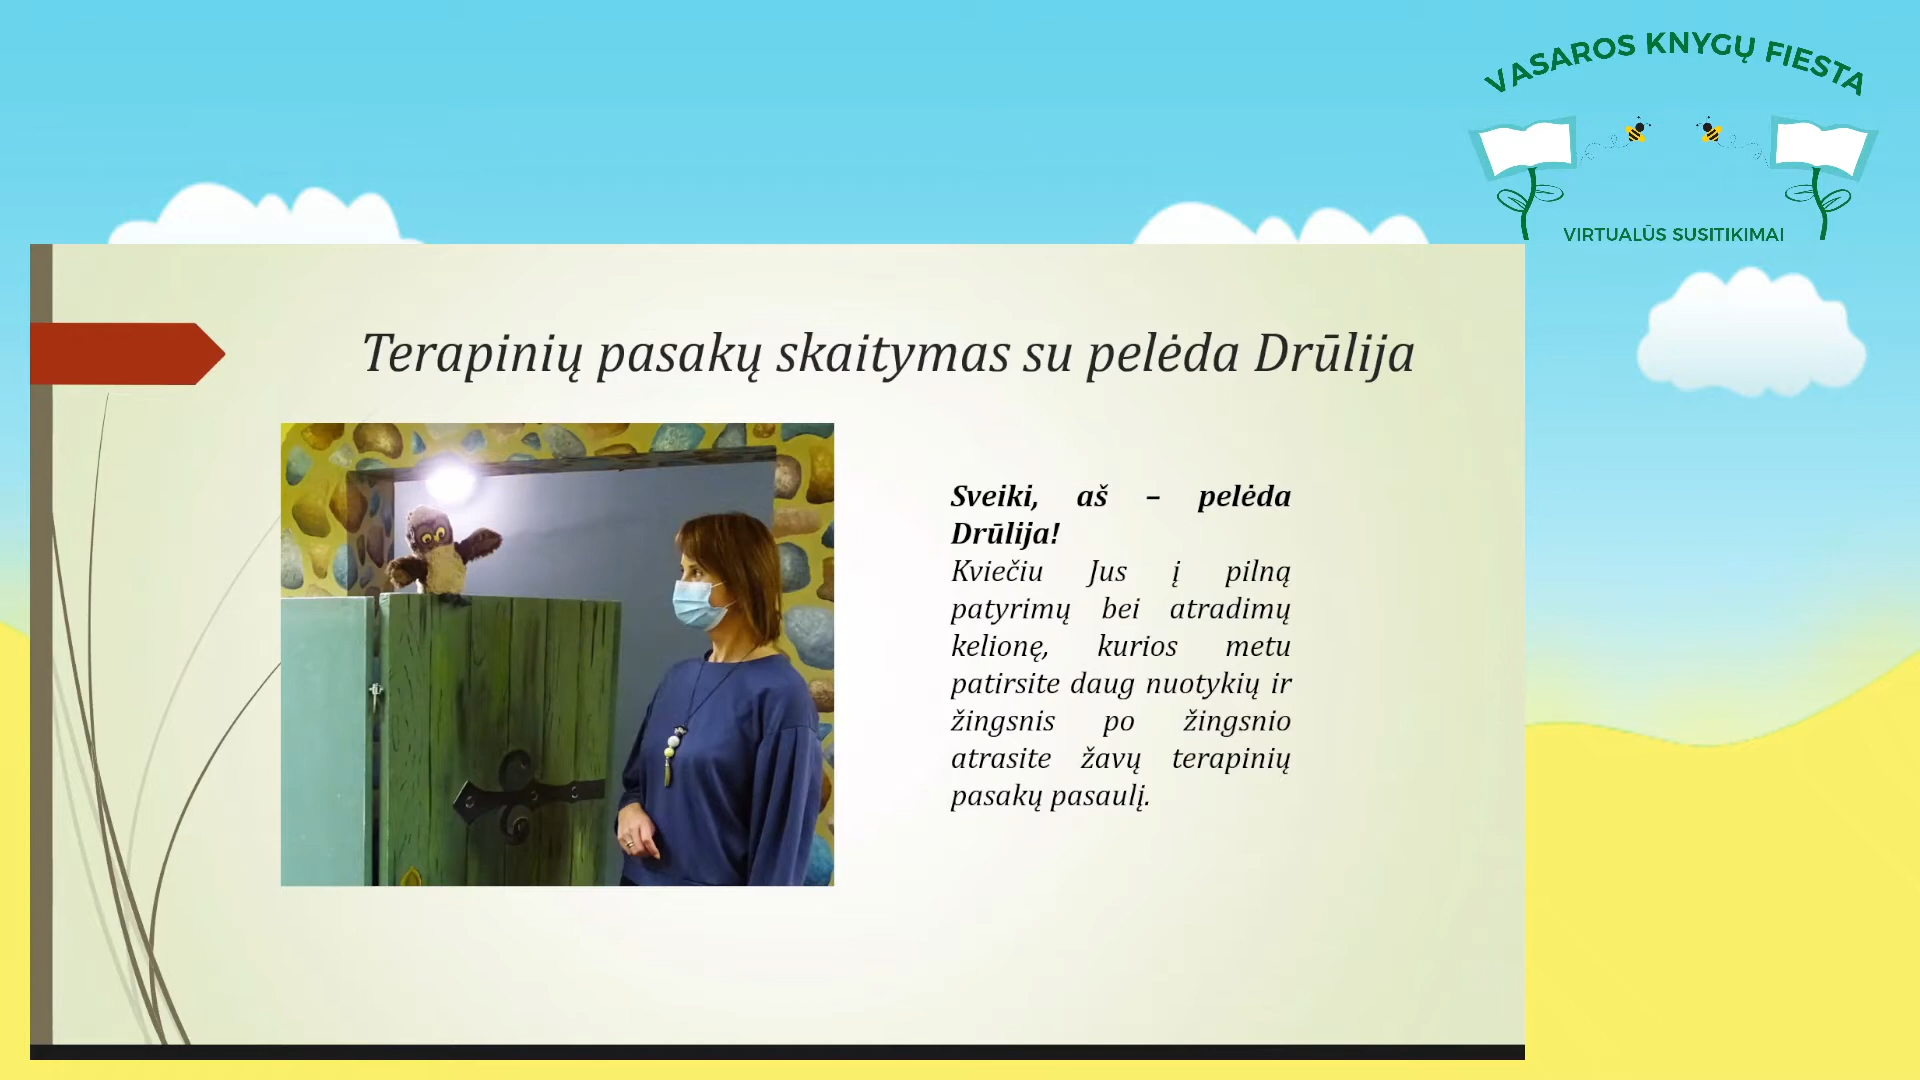 VASAROS KNYGŲ FIESTA
VIRTUALŪS SUSITIKIMAI
Terapinių pasakų skaitymas su pelėda Drūlija
Sveiki, aš – pelėda
Drūlija!
Kviečiu Jus į pilną
patyrimų bei atradimų
kelionę, kurios metu
patirsite daug nuotykių ir
žingsnis po žingsnio
atrasite žavų terapinių
pasakų pasaulį.